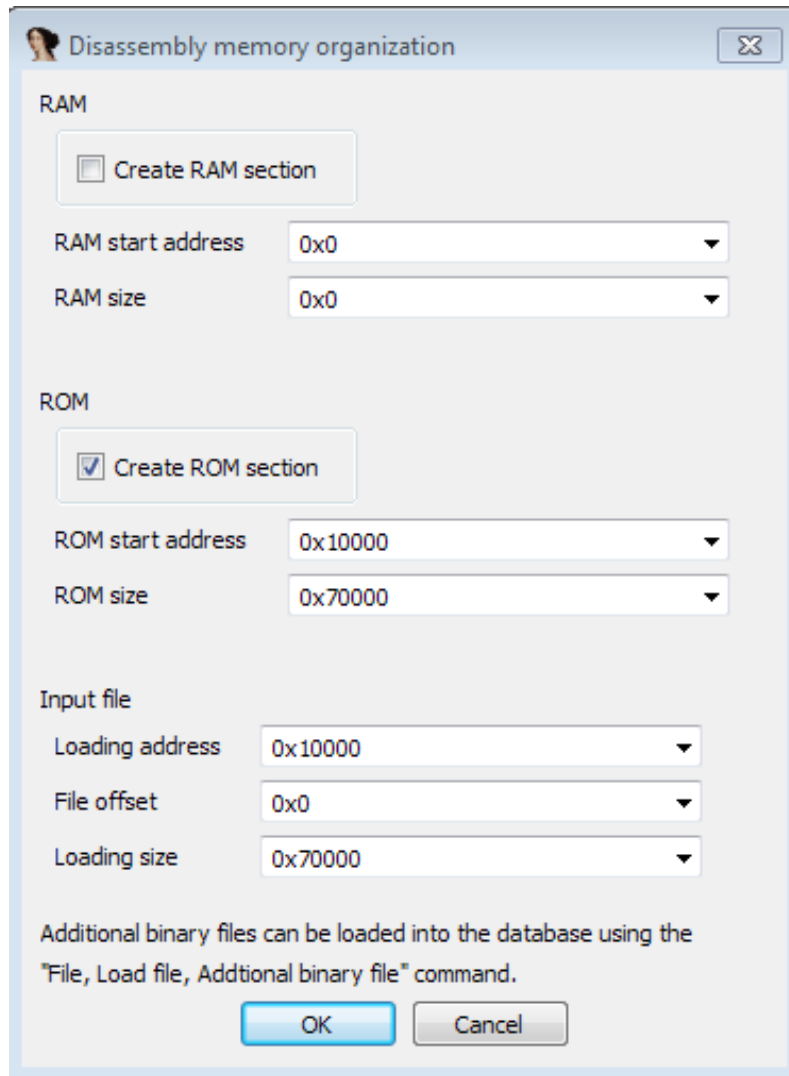 Disassembly memory organization
RAM
Create RAM section
RAM start address 0x0
RAM size 0x0
ROM
Create ROM section
ROM start address 0x10000
ROM size 0x70000
Input file
Loading address 0x10000
File offset 0x0
Loading size 0x70000
Additional binary files can be loaded into the database using the
"File, Load file, Addtional binary file" command.
OK Cancel